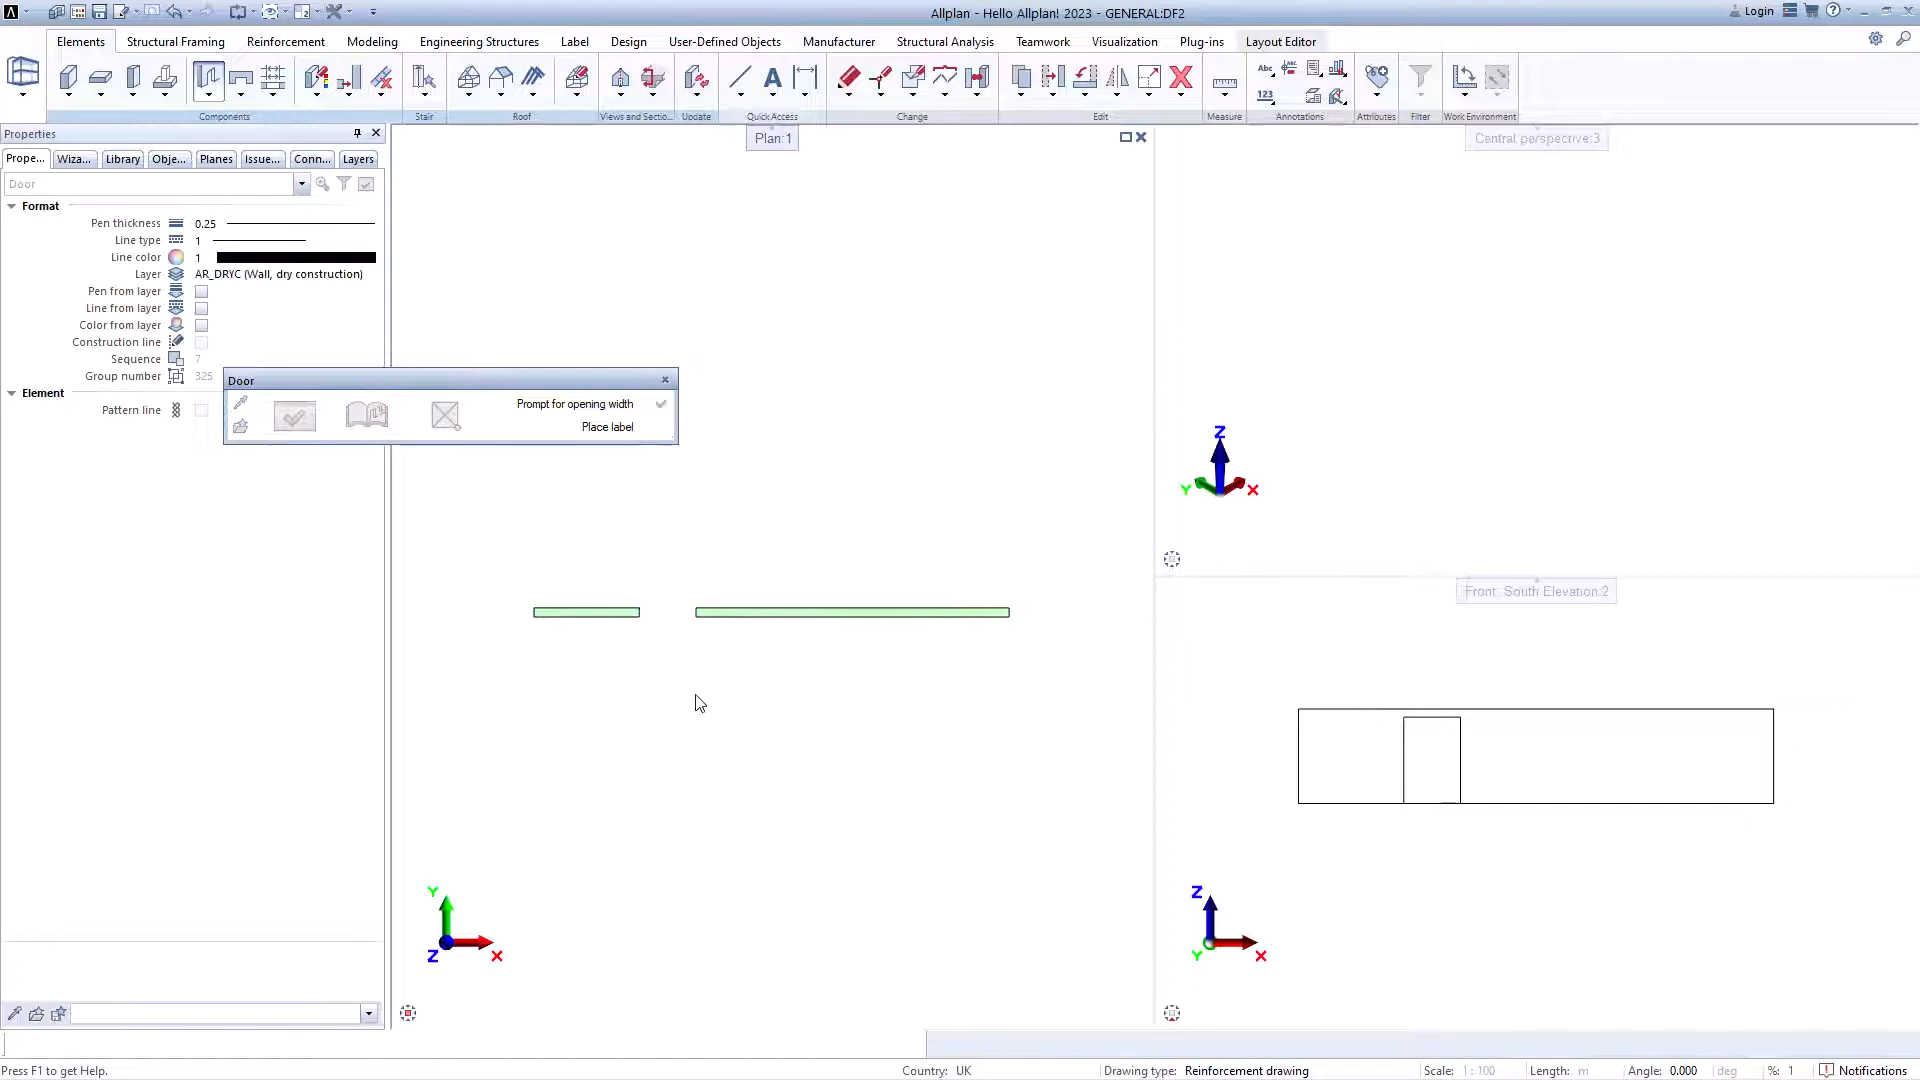 Allplan - Hello Allplan! 2023 - GENERAL:DF2
Login
Elements
Structural Framing
Reinforcement
Modeling
Engineering Structures
Label
Design
User-Defined Objects
Manufacturer
Structural Analysis
Teamwork
Visualization
Plug-ins
Layout Editor
Components
Stair
Roof
Views and Sectio...
Update
Quick Access
Change
Edit
Measure
Annotations
Attributes
Filter
Work Environment
Abc
ABC
123
Properties
Prope...
Wiza...
Library
Obje...
Planes
Issue...
Conn...
Layers
Door
Format
Pen thickness 0.25
Line type 1
Line color 1
Layer AR_DRYC (Wall, dry construction)
Pen from layer
Line from layer
Color from layer
Construction line
Sequence 7
Group number 325
Element
Pattern line
Door
Prompt for opening width
Place label
Plan:1
Central perspective:3
Front, South Elevation:2
Z
Y
X
Y
Z
X
Z
Y
X
Press F1 to get Help.
Country: UK
Drawing type: Reinforcement drawing
Scale: 1 : 100
Length: m
Angle: 0.000 deg
%: 1
Notifications